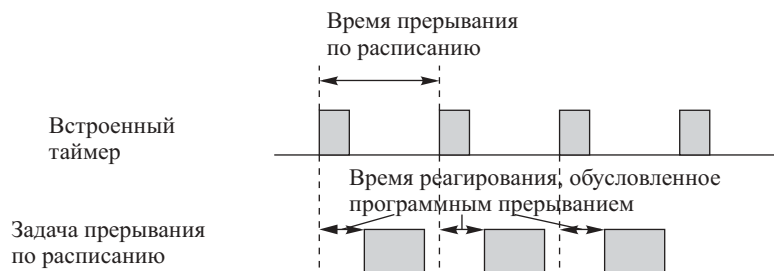 Время прерывания
по расписанию
Встроенный
таймер
Время реагирования, обусловленное
программным прерыванием
Задача прерывания
по расписанию